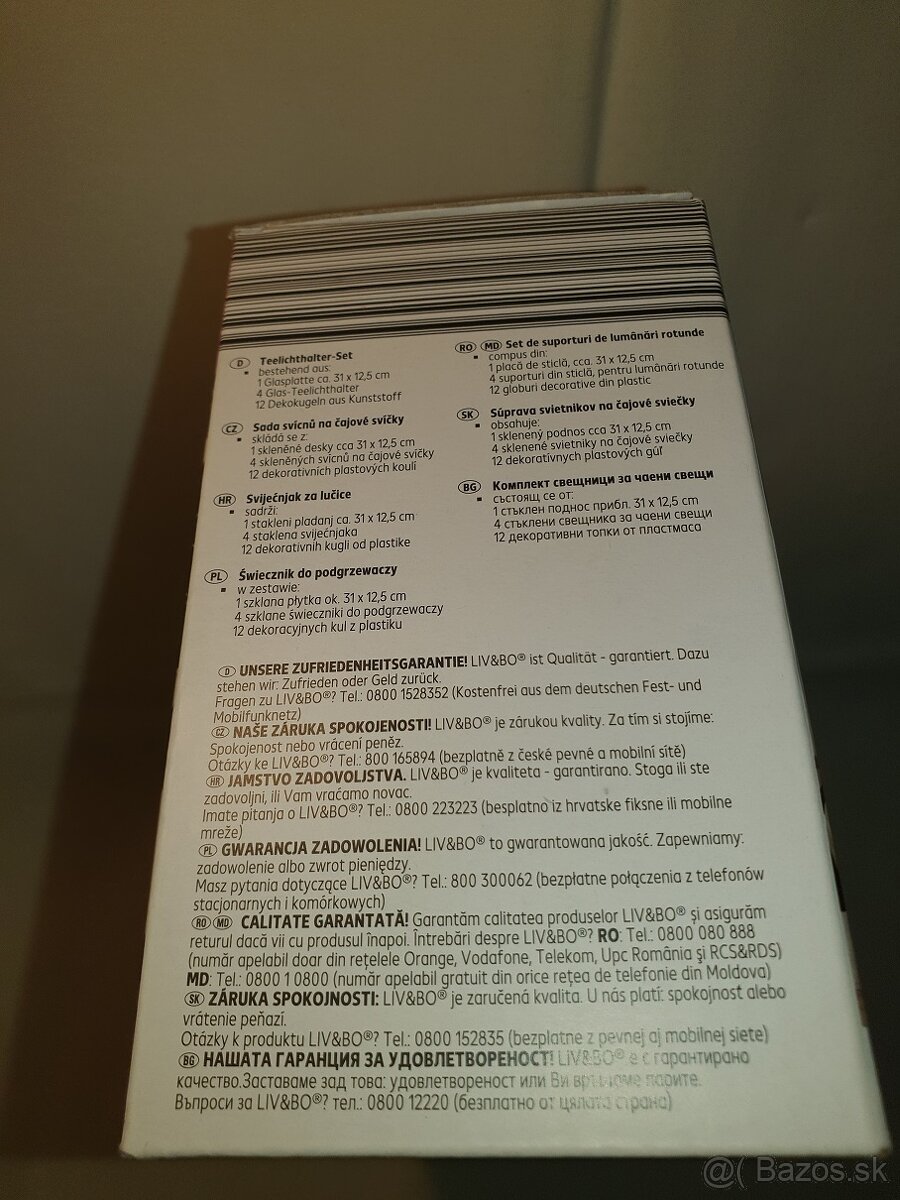 D Teelichthalter-Set
▪ bestehend aus:
1 Glasplatte ca. 31 x 12,5 cm
4 Glas-Teelichthalter
12 Dekokugeln aus Kunststoff
CZ Sada svícnů na čajové svíčky
▪ skládá se z:
1 skleněné desky cca 31 x 12,5 cm
4 skleněných svícnů na čajové svíčky
12 dekorativních plastových koulí
HR Svijećnjak za lučice
▪ sadrži:
1 stakleni pladanj ca. 31 x 12,5 cm
4 staklena svijećnjaka
12 dekorativnih kugli od plastike
PL Świecznik do podgrzewaczy
▪ w zestawie:
1 szklana płytka ok. 31 x 12,5 cm
4 szklane świeczniki do podgrzewaczy
12 dekoracyjnych kul z plastiku
RO MD Set de suporturi de lumânări rotunde
▪ compus din:
1 placă de sticlă, cca. 31 x 12,5 cm
4 suporturi din sticlă, pentru lumânări rotunde
12 globuri decorative din plastic
SK Súprava svietnikov na čajové sviečky
▪ obsahuje:
1 sklenený podnos cca 31 x 12,5 cm
4 sklenené svietniky na čajové sviečky
12 dekoratívnych plastových gúľ
BG Комплект свещници за чаени свещи
▪ състоящ се от:
1 стъклен поднос прибл. 31 x 12,5 cm
4 стъклени свещника за чаени свещи
12 декоративни топки от пластмаса
D UNSERE ZUFRIEDENHEITSGARANTIE! LIV&BO® ist Qualität - garantiert. Dazu
stehen wir: Zufrieden oder Geld zurück.
Fragen zu LIV&BO®? Tel.: 0800 1528352 (Kostenfrei aus dem deutschen Fest- und
Mobilfunknetz)
CZ NAŠE ZÁRUKA SPOKOJENOSTI! LIV&BO® je zárukou kvality. Za tím si stojíme:
Spokojenost nebo vrácení peněz.
Otázky ke LIV&BO®? Tel.: 800 165894 (bezplatně z české pevné a mobilní sítě)
HR JAMSTVO ZADOVOLJSTVA. LIV&BO® je kvaliteta - garantirano. Stoga ili ste
zadovoljni, ili Vam vraćamo novac.
Imate pitanja o LIV&BO®? Tel.: 0800 223223 (besplatno iz hrvatske fiksne ili mobilne
mreže)
PL GWARANCJA ZADOWOLENIA! LIV&BO® to gwarantowana jakość. Zapewniamy:
zadowolenie albo zwrot pieniędzy.
Masz pytania dotyczące LIV&BO®? Tel.: 800 300062 (bezpłatne połączenia z telefonów
stacjonarnych i komórkowych)
RO MD CALITATE GARANTATĂ! Garantăm calitatea produselor LIV&BO® și asigurăm
returul dacă vii cu produsul înapoi. Întrebări despre LIV&BO®? RO: Tel.: 0800 080 888
(număr apelabil doar din rețelele Orange, Vodafone, Telekom, Upc România și RCS&RDS)
MD: Tel.: 0800 1 0800 (număr apelabil gratuit din orice rețea de telefonie din Moldova)
SK ZÁRUKA SPOKOJNOSTI: LIV&BO® je zaručená kvalita. U nás platí: spokojnosť alebo
vrátenie peňazí.
Otázky k produktu LIV&BO®? Tel.: 0800 152835 (bezplatne z pevnej aj mobilnej siete)
BG НАШАТА ГАРАНЦИЯ ЗА УДОВЛЕТВОРЕНОСТ! LIV&BO® е с гарантирано
качество.Заставаме зад това: удовлетвореност или Ви връщаме парите.
Въпроси за LIV&BO®? тел.: 0800 12220 (безплатно от цялата страна)
@( Bazos.sk